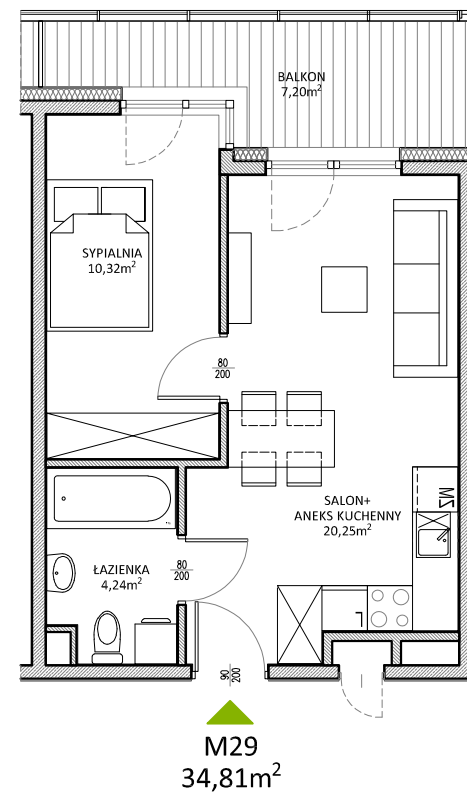 BALKON
7,20m²
SYPIALNIA
10,32m²
80
200
SALON+
ANEKS KUCHENNY
20,25m²
MZ
ŁAZIENKA
4,24m²
80
200
L
90
200
M29
34,81m²